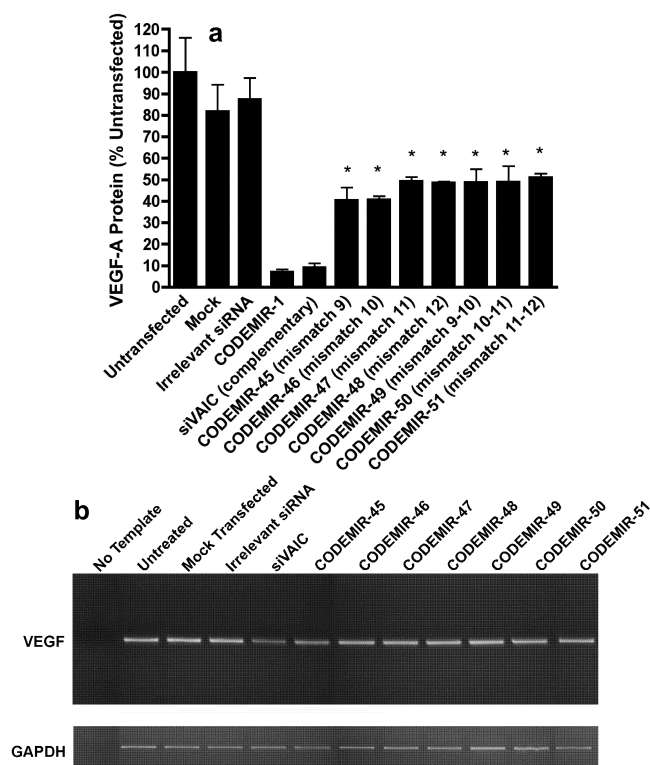 a
VEGF-A Protein (% Untransfected)
120
110
100
90
80
70
60
50
40
30
20
10
0
* * * * * * *
Untransfected
Mock
Irrelevant siRNA
CODEMIR-1
siVAIC (complementary)
CODEMIR-45 (mismatch 9)
CODEMIR-46 (mismatch 10)
CODEMIR-47 (mismatch 11)
CODEMIR-48 (mismatch 12)
CODEMIR-49 (mismatch 9-10)
CODEMIR-50 (mismatch 10-11)
CODEMIR-51 (mismatch 11-12)
b
No Template
Untreated
Mock Transfected
Irrelevant siRNA
siVAIC
CODEMIR-45
CODEMIR-46
CODEMIR-47
CODEMIR-48
CODEMIR-49
CODEMIR-50
CODEMIR-51
VEGF
GAPDH